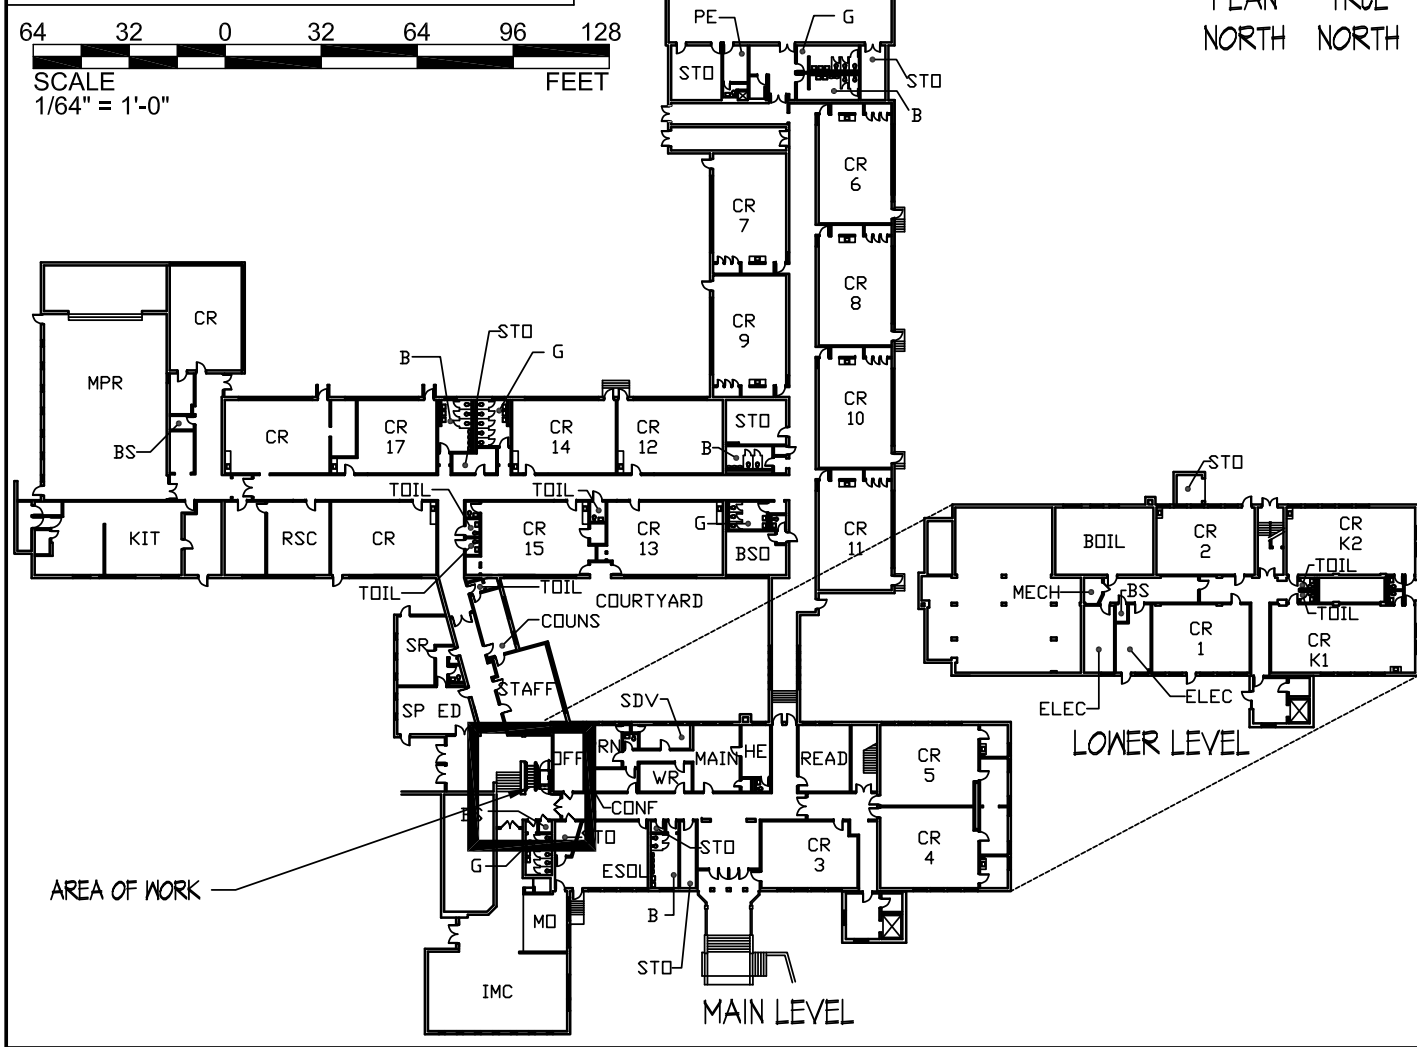 PLAN TRUE
NORTH NORTH
64 32 0 32 64 96 128
SCALE FEET
1/64" = 1'-0"
PE G
STO STO
B
CR
6
CR
7
CR
8
CR
9
CR
10
CR
11
CR
MPR
BS
STO
B G
CR
CR
17
CR
14
CR
12
STO
B
TOIL TOIL
KIT
RSC
CR
CR
15
CR
13
G
BSO
TOIL TOIL
COURTYARD
COUNS
SR
STAFF
SP ED
SDV
OFF
RN
WR
MAIN
HE
READ
CR
5
CONF
STO
STO
G
ESOL
CR
3
CR
4
AREA OF WORK
B
MO
STO
IMC
MAIN LEVEL
STO
BOIL
CR
2
CR
K2
TOIL
MECH
BS
TOIL
CR
1
CR
K1
ELEC
ELEC
LOWER LEVEL